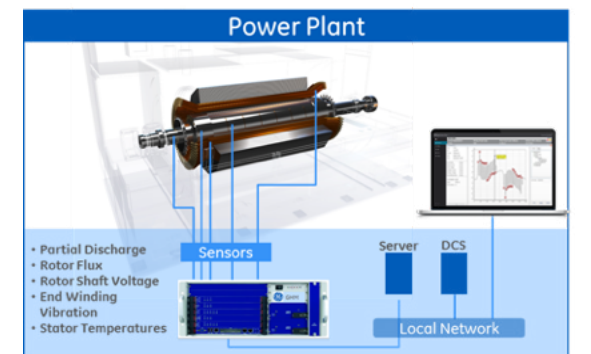 Power Plant
• Partial Discharge
• Rotor Flux
• Rotor Shaft Voltage
• End Winding
Vibration
• Stator Temperatures
Sensors
Server
DCS
Local Network